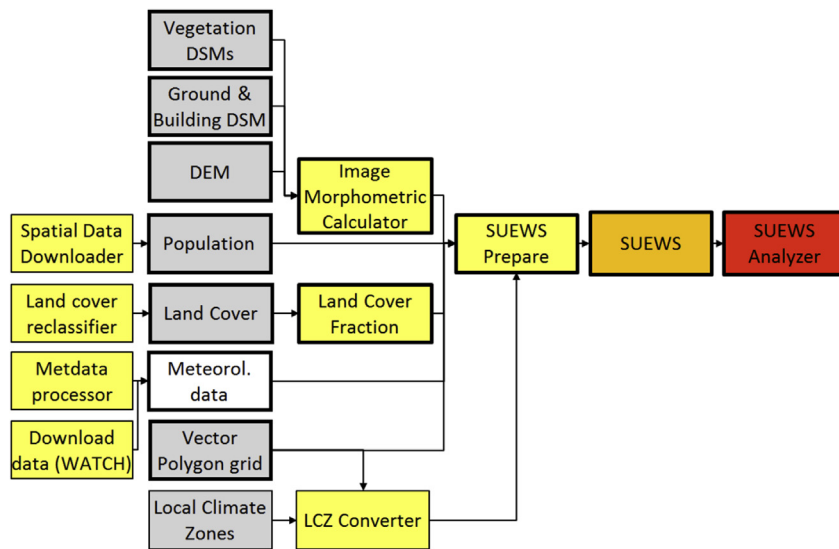 Vegetation
DSMs
Ground &
Building DSM
DEM
Image
Morphometric
Calculator
Spatial Data
Downloader
Population
SUEWS
Prepare
SUEWS
SUEWS
Analyzer
Land cover
reclassifier
Land Cover
Land Cover
Fraction
Metdata
processor
Meteorol.
data
Download
data (WATCH)
Vector
Polygon grid
Local Climate
Zones
LCZ Converter